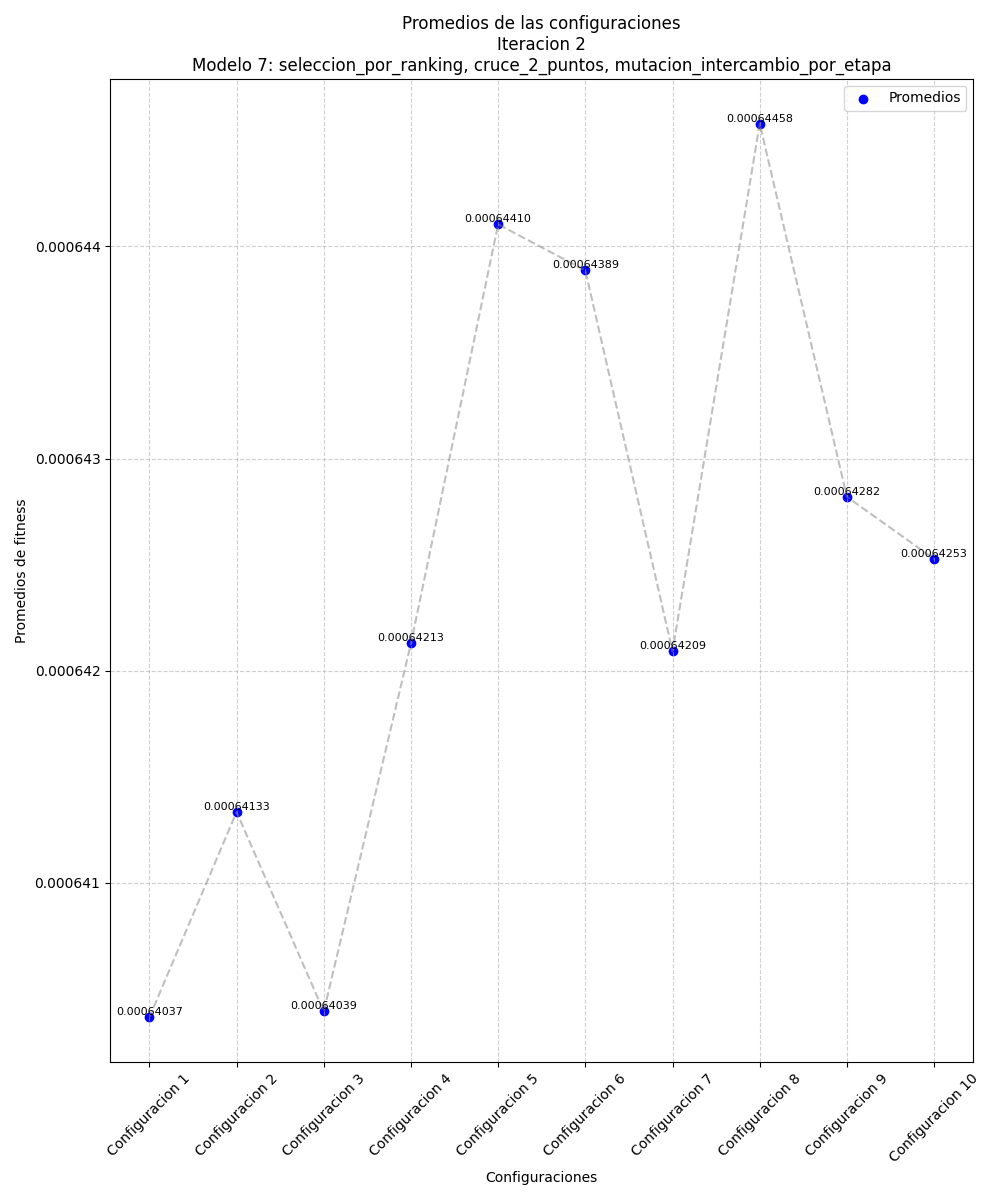 Promedios de las configuraciones
Iteracion 2
Modelo 7: seleccion_por_ranking, cruce_2_puntos, mutacion_intercambio_por_etapa
Promedios
0.00064458
0.00064410
0.000644
0.00064389
0.000643
0.00064282
0.00064253
Promedios de fitness
0.00064213
0.00064209
0.000642
0.00064133
0.000641
0.00064037
0.00064039
Configuracion 1
Configuracion 2
Configuracion 3
Configuracion 4
Configuracion 5
Configuracion 6
Configuracion 7
Configuracion 8
Configuracion 9
Configuracion 10
Configuraciones